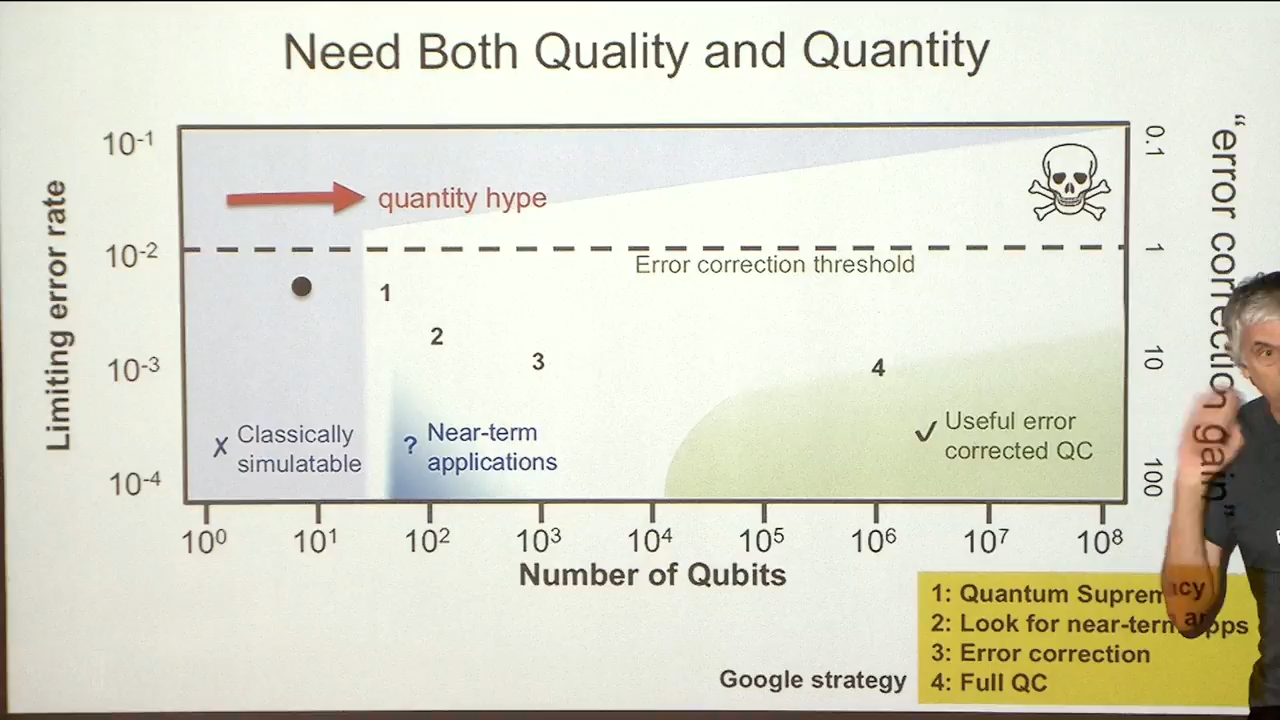 Need Both Quality and Quantity
10-1
10-2
10-3
10-4
Limiting error rate
quantity hype
Error correction threshold
1
2
3
4
X Classically
simulatable
? Near-term
applications
✓ Useful error
corrected QC
0.1
1
10
100
"error correction gain"
10⁰ 10¹ 10² 10³ 10⁴ 10⁵ 10⁶ 10⁷ 10⁸
Number of Qubits
Google strategy
1: Quantum Supremacy
2: Look for near-term apps
3: Error correction
4: Full QC